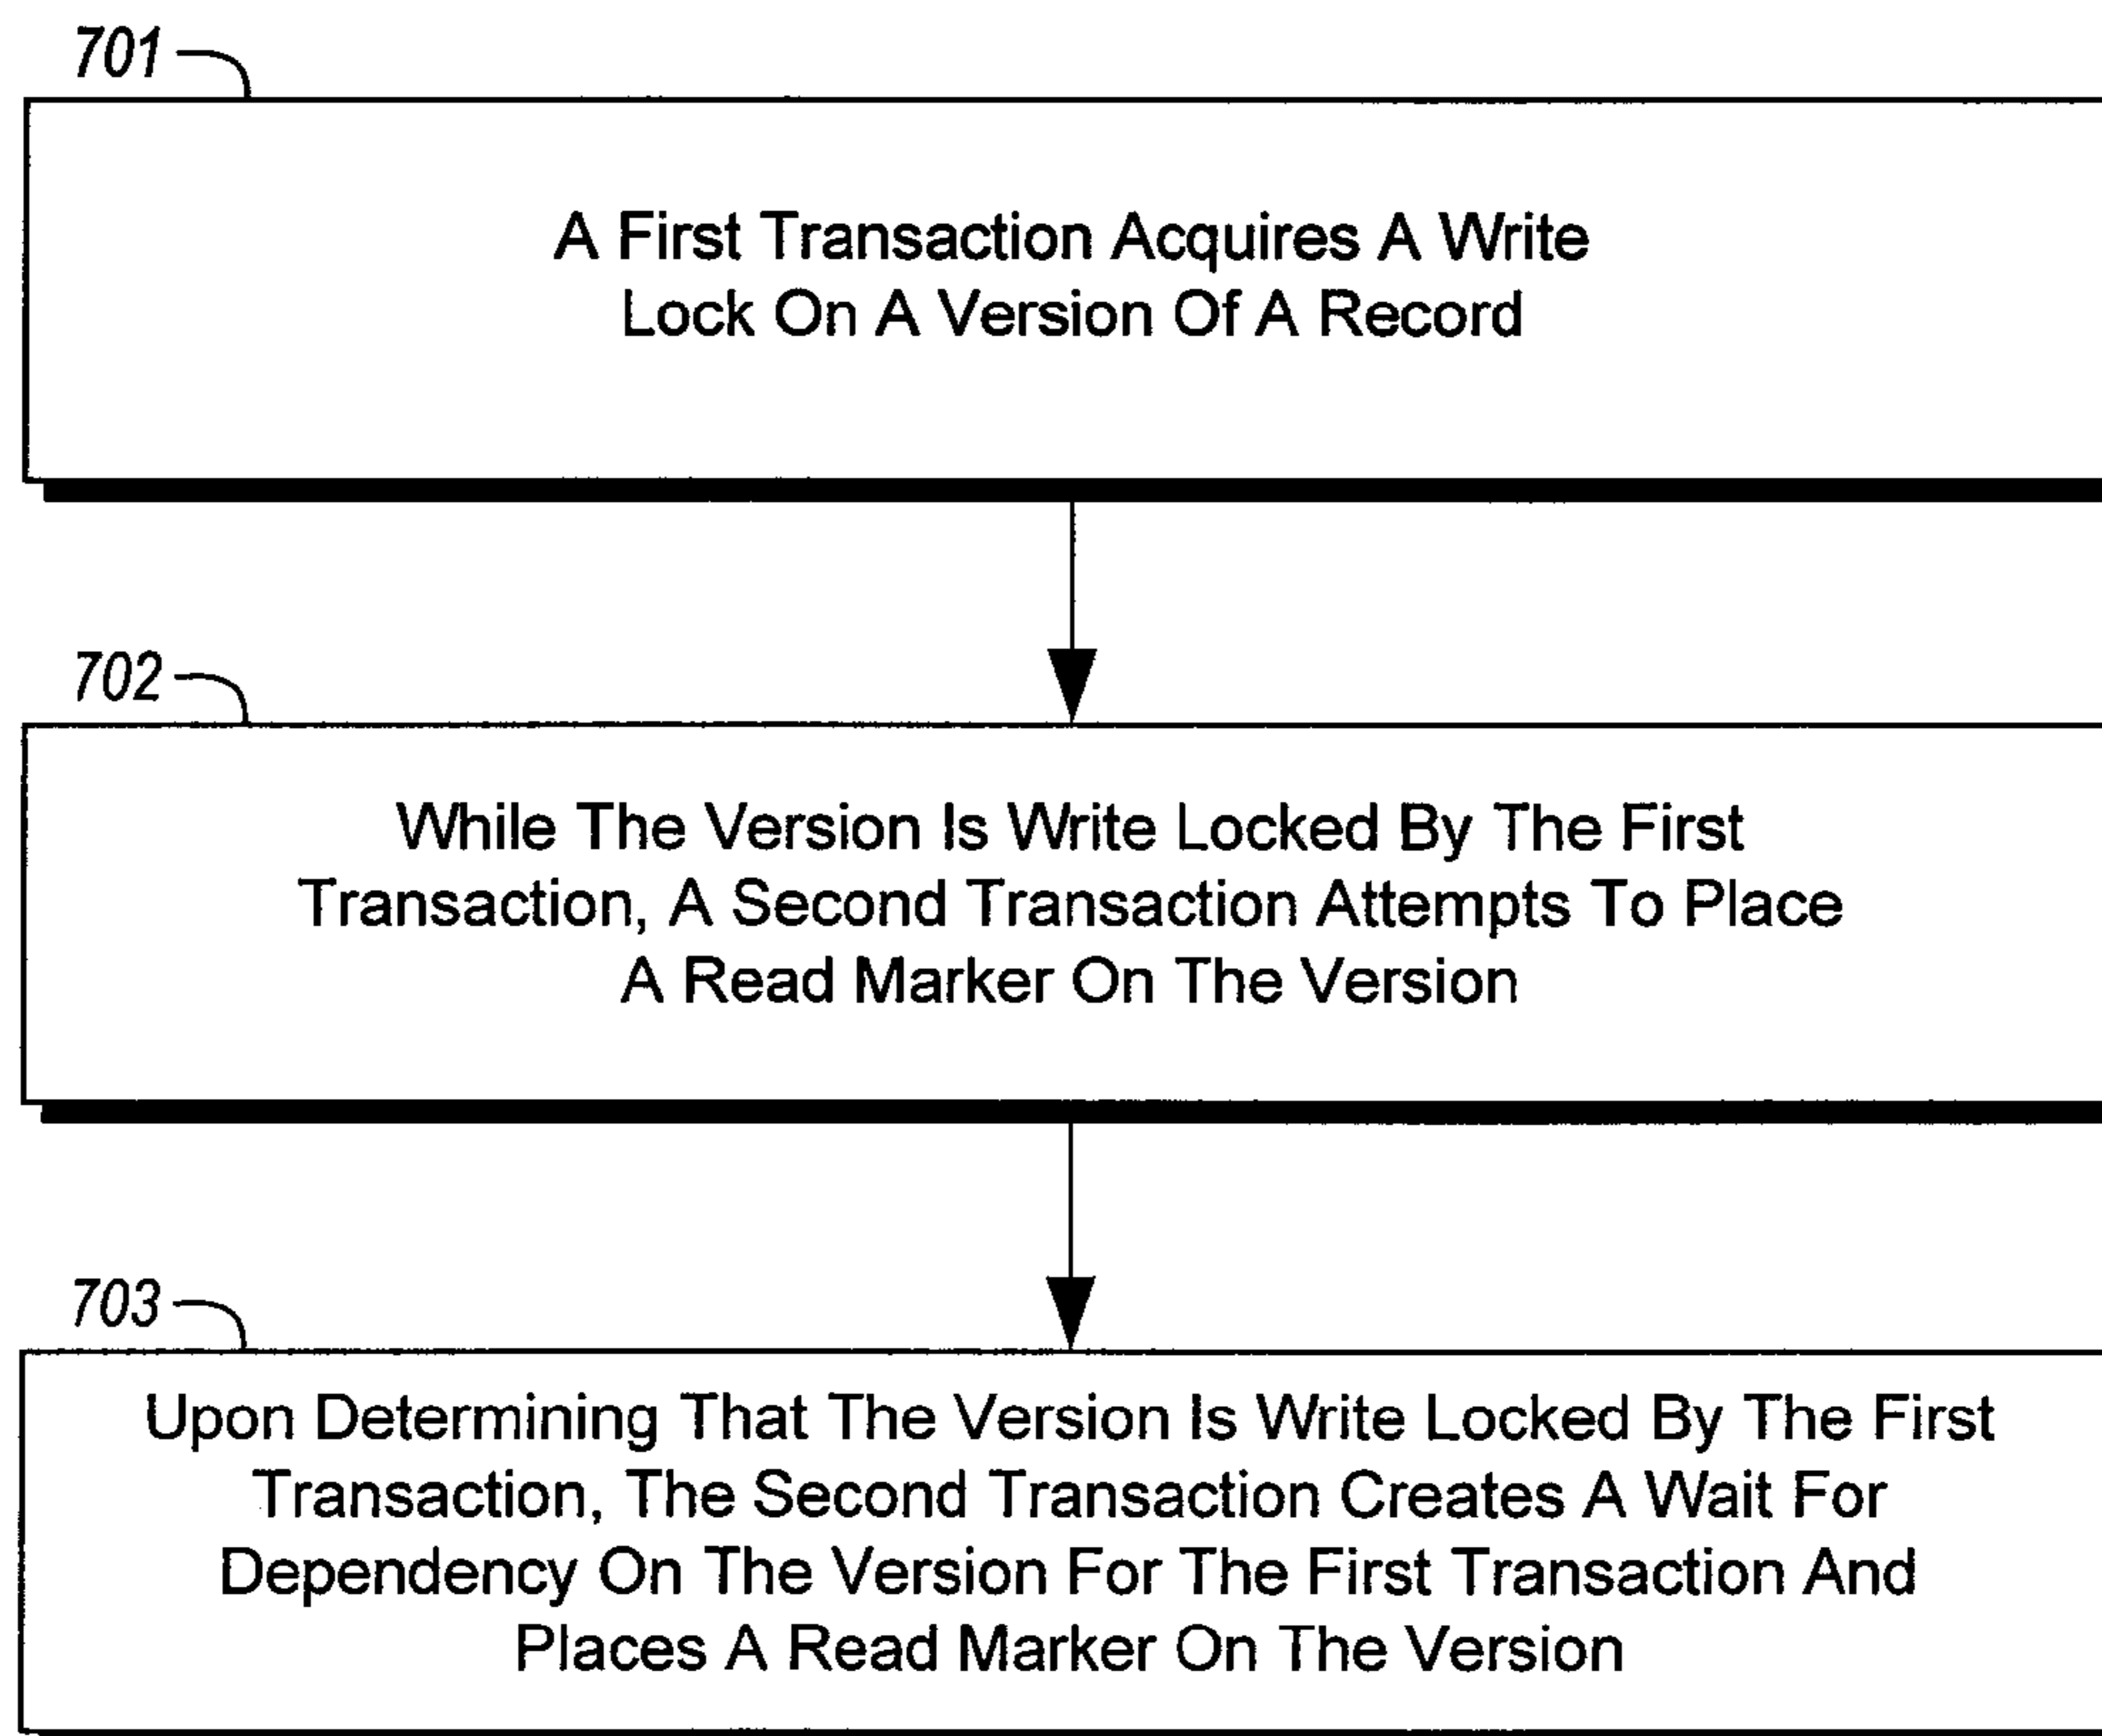 701
A First Transaction Acquires A Write
Lock On A Version Of A Record
702
While The Version Is Write Locked By The First
Transaction, A Second Transaction Attempts To Place
A Read Marker On The Version
703
Upon Determining That The Version Is Write Locked By The First
Transaction, The Second Transaction Creates A Wait For
Dependency On The Version For The First Transaction And
Places A Read Marker On The Version